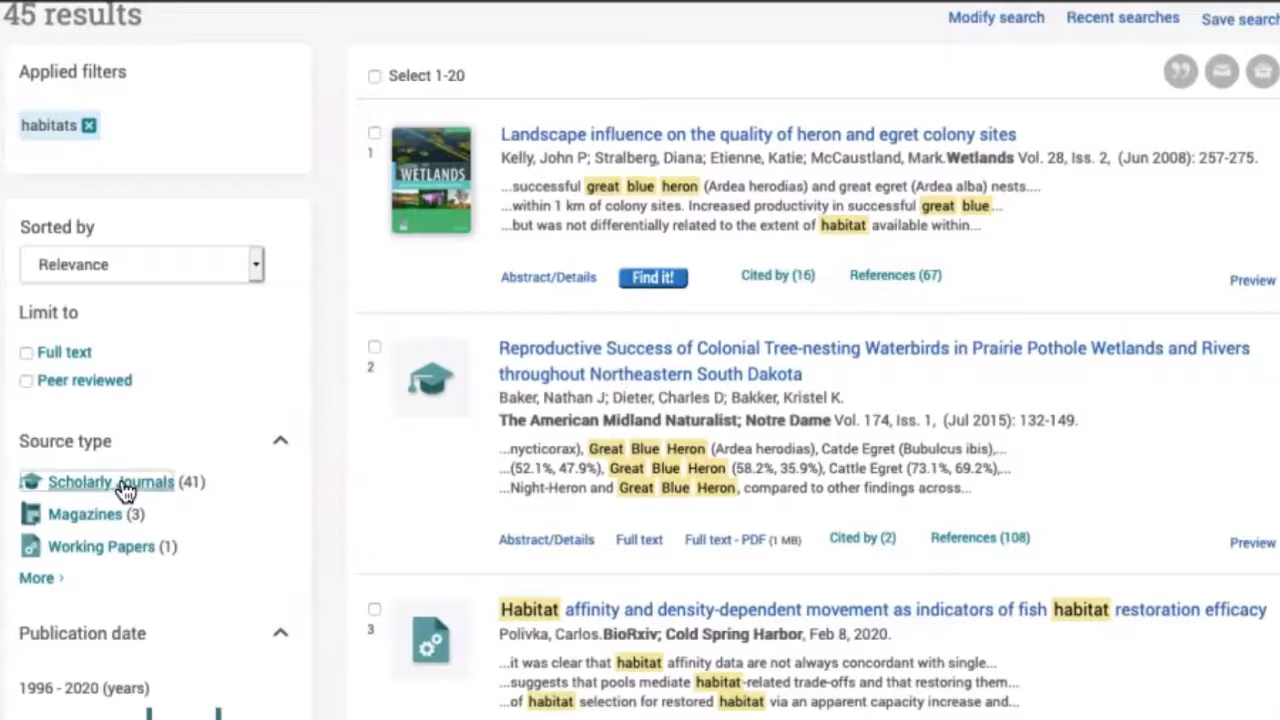 45 results
Modify search Recent searches Save search
Applied filters
habitats
Sorted by
Relevance
Limit to
Full text
Peer reviewed
Source type
Scholarly Journals (41)
Magazines (3)
Working Papers (1)
More ›
Publication date
1996 - 2020 (years)
Select 1-20
1
WETLANDS
Landscape influence on the quality of heron and egret colony sites
Kelly, John P; Stralberg, Diana; Etienne, Katie; McCaustland, Mark.Wetlands Vol. 28, Iss. 2, (Jun 2008): 257-275.
...successful great blue heron (Ardea herodias) and great egret (Ardea alba) nests....
...within 1 km of colony sites. Increased productivity in successful great blue...
...but was not differentially related to the extent of habitat available within...
Abstract/Details Find it! Cited by (16) References (67) Preview
2
Reproductive Success of Colonial Tree-nesting Waterbirds in Prairie Pothole Wetlands and Rivers
throughout Northeastern South Dakota
Baker, Nathan J; Dieter, Charles D; Bakker, Kristel K.
The American Midland Naturalist; Notre Dame Vol. 174, Iss. 1, (Jul 2015): 132-149.
...nycticorax), Great Blue Heron (Ardea herodias), Catde Egret (Bubulcus ibis),...
...(52.1%, 47.9%), Great Blue Heron (58.2%, 35.9%), Cattle Egret (73.1%, 69.2%),...
...Night-Heron and Great Blue Heron, compared to other findings across...
Abstract/Details Full text Full text - PDF (1 MB) Cited by (2) References (108) Preview
3
Habitat affinity and density-dependent movement as indicators of fish habitat restoration efficacy
Polivka, Carlos.BioRxiv; Cold Spring Harbor, Feb 8, 2020.
...it was clear that habitat affinity data are not always concordant with single...
...suggests that pools mediate habitat-related trade-offs and that restoring them...
...of habitat selection for restored habitat via an apparent capacity increase and...